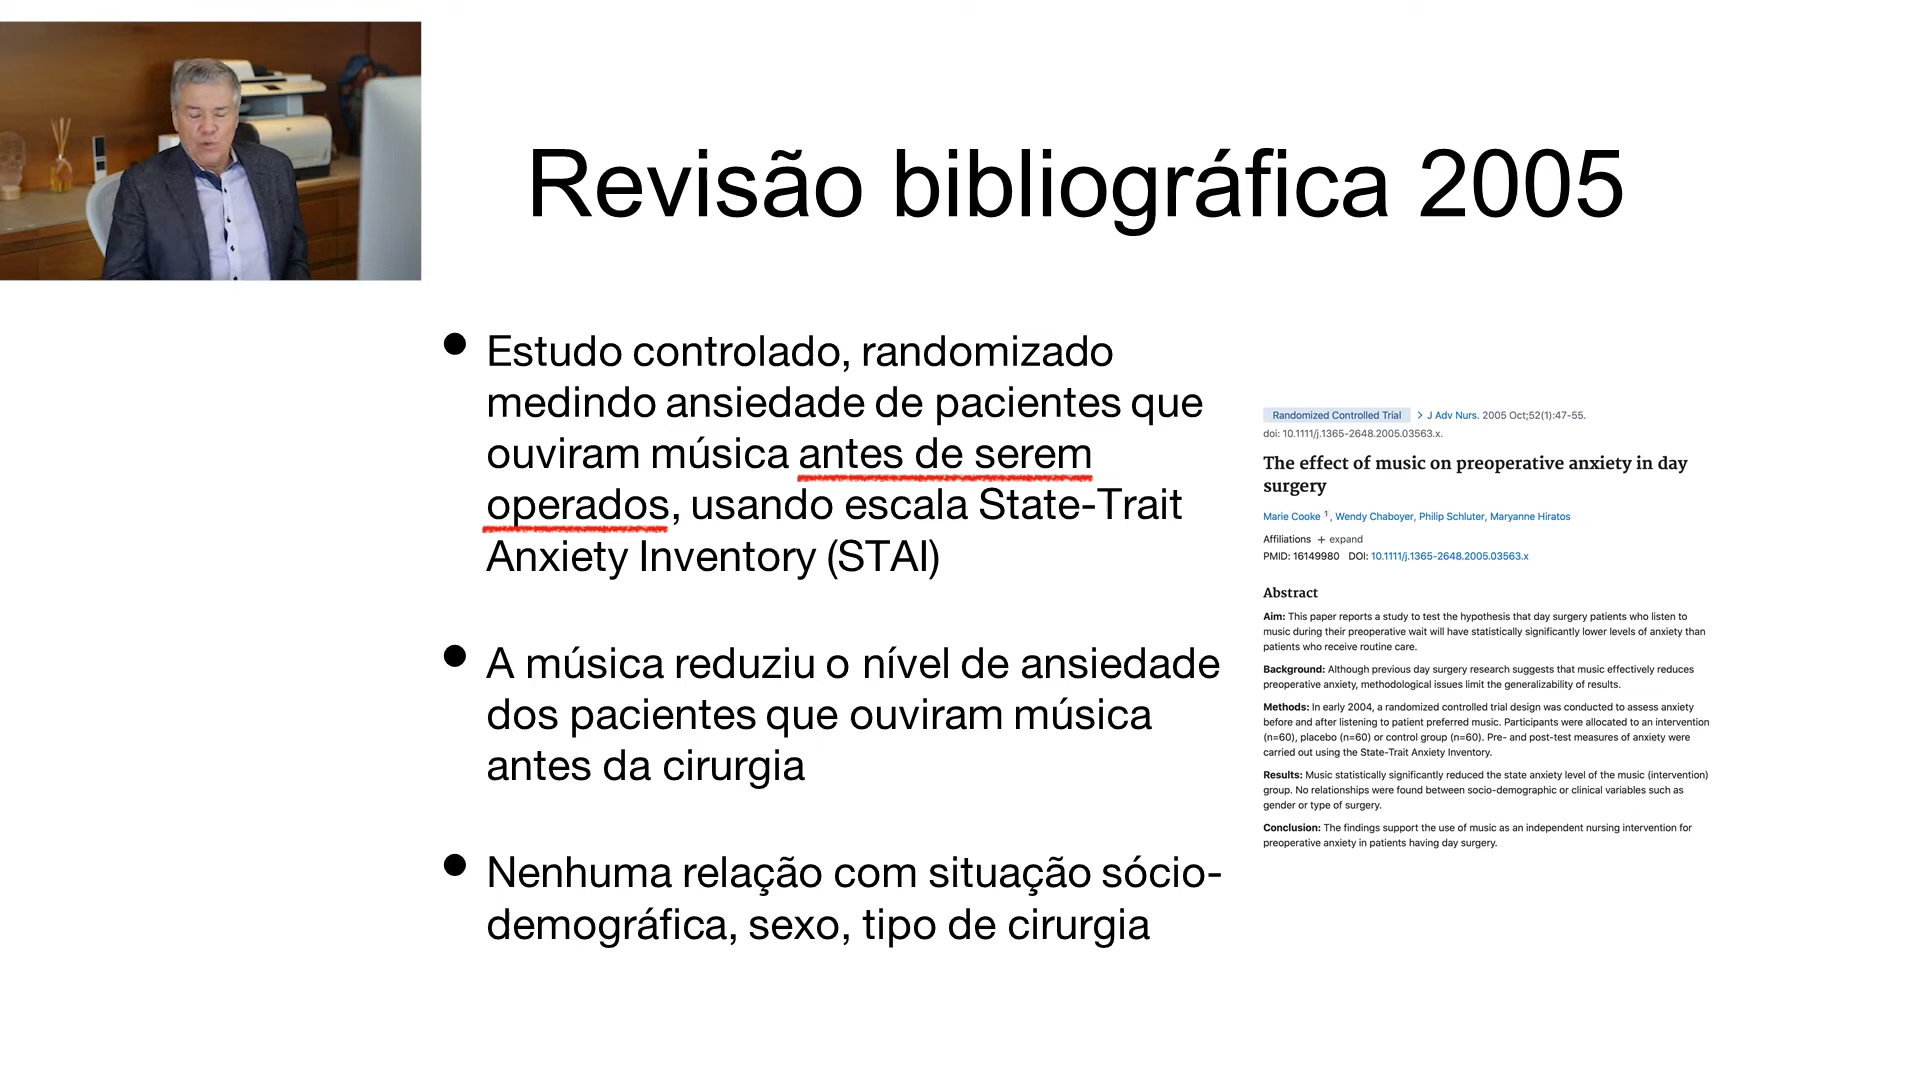 Revisão bibliográfica 2005
Estudo controlado, randomizado
medindo ansiedade de pacientes que
ouviram música antes de serem
operados, usando escala State-Trait
Anxiety Inventory (STAI)
A música reduziu o nível de ansiedade
dos pacientes que ouviram música
antes da cirurgia
Nenhuma relação com situação sócio-
demográfica, sexo, tipo de cirurgia
Randomized Controlled Trial > J Adv Nurs. 2005 Oct;52(1):47-55.
doi: 10.1111/j.1365-2648.2005.03563.x.
The effect of music on preoperative anxiety in day
surgery
Marie Cooke 1, Wendy Chaboyer, Philip Schluter, Maryanne Hiratos
Affiliations + expand
PMID: 16149980 DOI: 10.1111/j.1365-2648.2005.03563.x
Abstract
Aim: This paper reports a study to test the hypothesis that day surgery patients who listen to
music during their preoperative wait will have statistically significantly lower levels of anxiety than
patients who receive routine care.
Background: Although previous day surgery research suggests that music effectively reduces
preoperative anxiety, methodological issues limit the generalizability of results.
Methods: In early 2004, a randomized controlled trial design was conducted to assess anxiety
before and after listening to patient preferred music. Participants were allocated to an intervention
(n=60), placebo (n=60) or control group (n=60). Pre- and post-test measures of anxiety were
carried out using the State-Trait Anxiety Inventory.
Results: Music statistically significantly reduced the state anxiety level of the music (intervention)
group. No relationships were found between socio-demographic or clinical variables such as
gender or type of surgery.
Conclusion: The findings support the use of music as an independent nursing intervention for
preoperative anxiety in patients having day surgery.